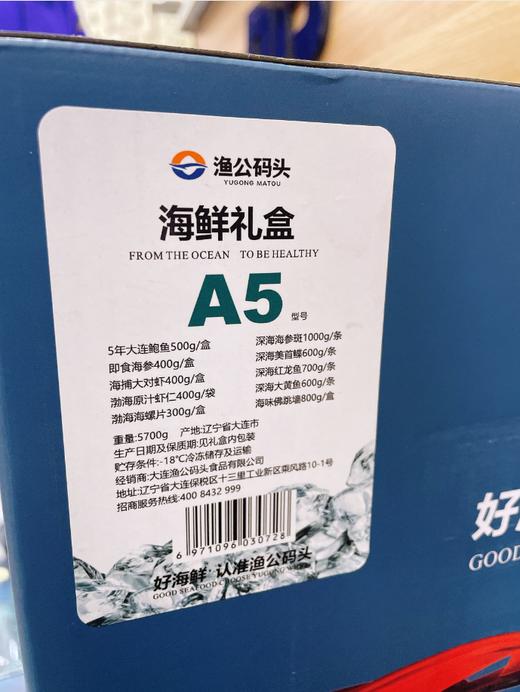 渔公码头
YUGONG MATOU
海鲜礼盒
FROM THE OCEAN TO BE HEALTHY
A5 型号
5年大连鲍鱼500g/盒
即食海参400g/盒
海捕大对虾400g/盒
渤海原汁虾仁400g/袋
渤海海螺片300g/盒
深海海参斑1000g/条
深海美首鲽600g/条
深海红龙鱼700g/条
深海大黄鱼600g/条
海味佛跳墙800g/盒
重量:5700g 产地:辽宁省大连市
生产日期及保质期:见礼盒内包装
贮存条件:-18℃冷冻储存及运输
经销商:大连渔公码头食品有限公司
地址:辽宁省大连保税区十三里工业新区乘风路10-1号
招商服务热线:400 8432 999
6 971096 030728
好海鲜·认准渔公码头
GOOD SEAFOOD CHOOSE YUGONG MATOU
好
GOOD